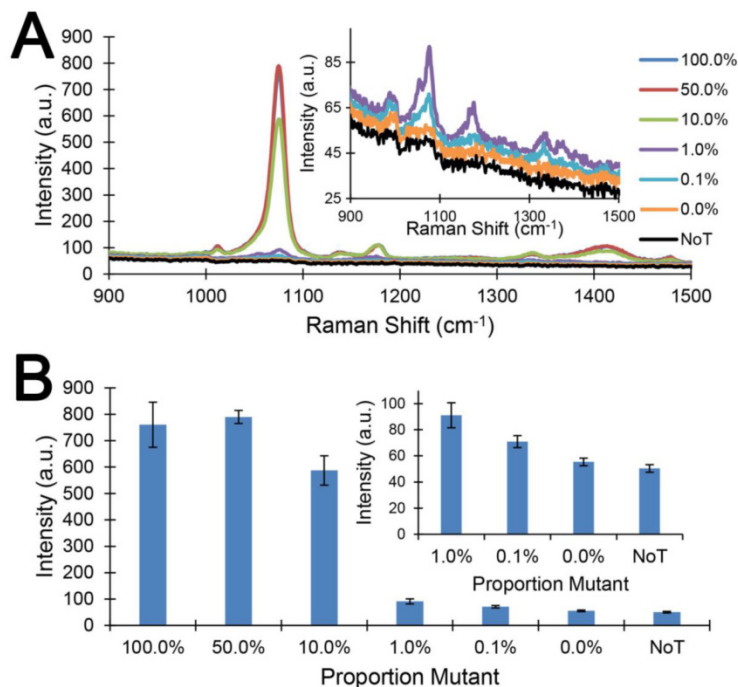 A
900
800
700
600
500
400
300
200
100
0
Intensity (a.u.)
900 1000 1100 1200 1300 1400 1500
Raman Shift (cm-1)
85
65
45
25
Intensity (a.u.)
900 1100 1300 1500
Raman Shift (cm-1)
100.0%
50.0%
10.0%
1.0%
0.1%
0.0%
NoT
B
900
800
700
600
500
400
300
200
100
0
Intensity (a.u.)
100.0% 50.0% 10.0% 1.0% 0.1% 0.0% NoT
Proportion Mutant
100
80
60
40
20
0
Intensity (a.u.)
1.0% 0.1% 0.0% NoT
Proportion Mutant